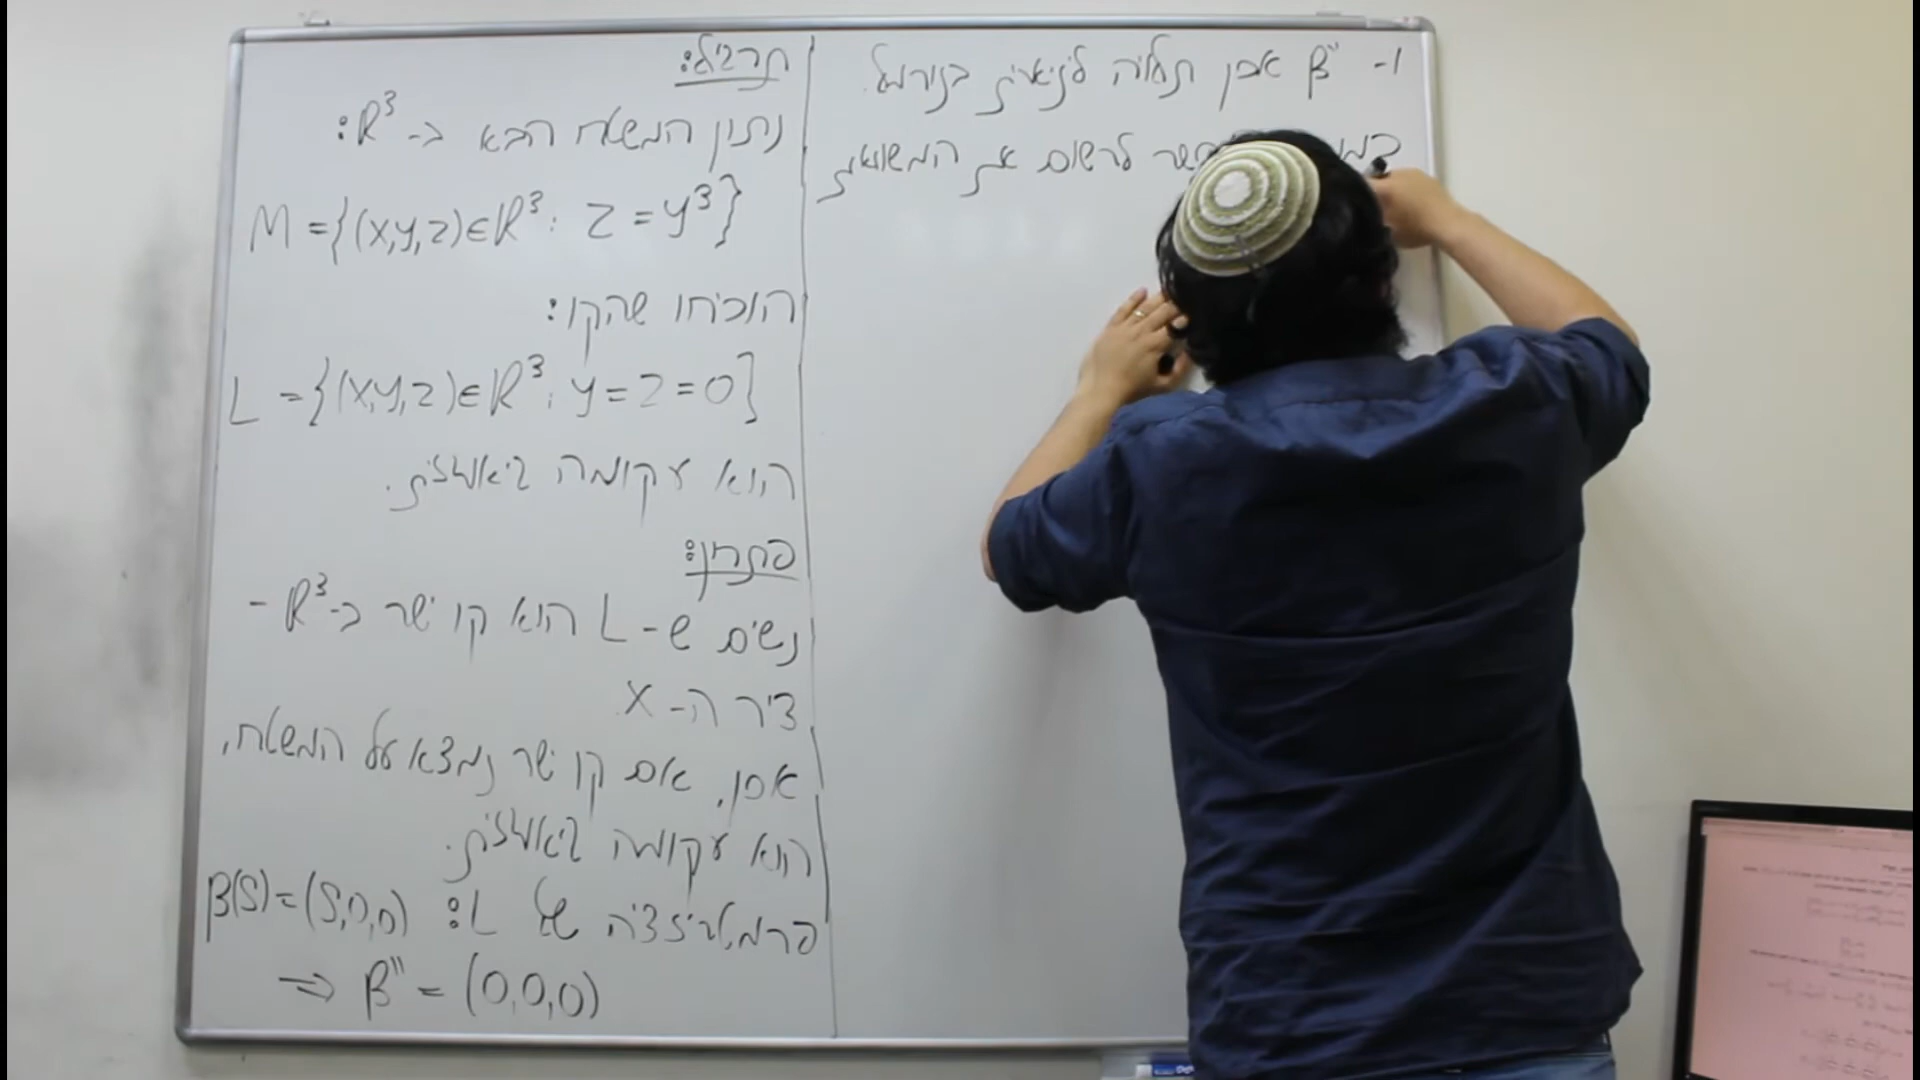 תרגיל:
נתון המשטח הבא ב- R³:
M = {(x,y,z)∈R³: z = y³}
הוכיחו שהקו:
L = {(x,y,z)∈R³: y = z = 0}
הוא עקומה גיאודזית.
פתרון:
נשים ש- L הוא קו ישר ב- R³ -
ציר ה- x
אכן, אם קו ישר נמצא על המשטח,
הוא עקומה גיאודזית.
פרמטריזציה של L: β(s) = (s,0,0)
⇒ β'' = (0,0,0)
ו- β'' אכן תלויה לינארית בנורמל.
לרשום את המשוואות